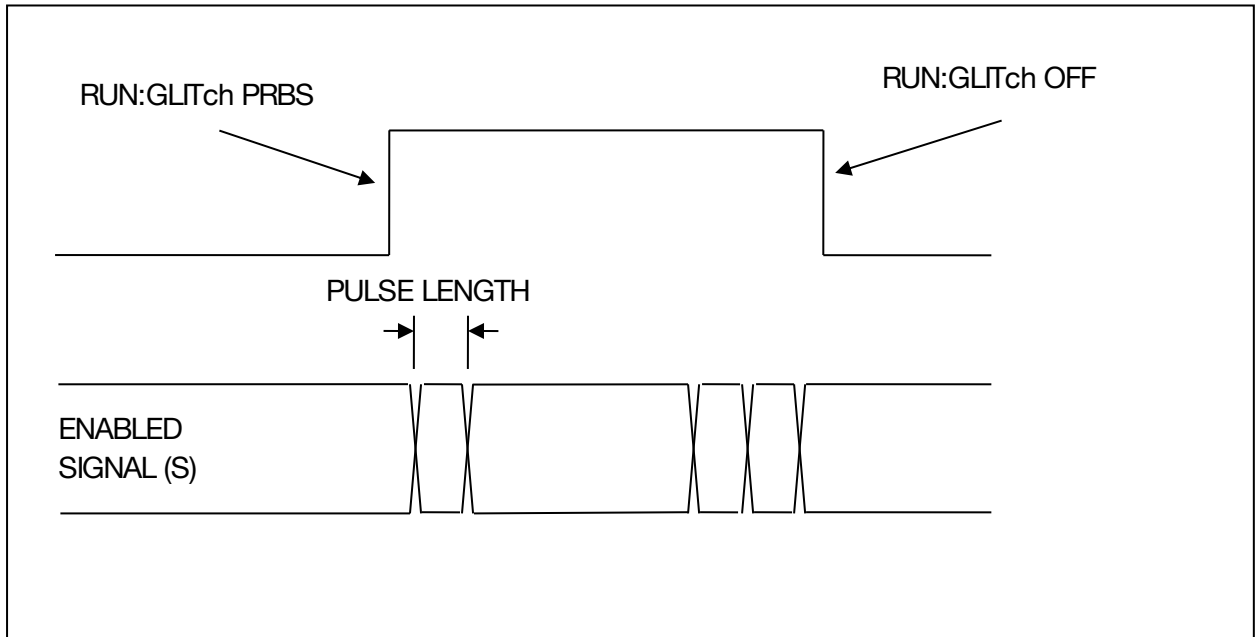 RUN:GLITch PRBS
RUN:GLITch OFF
PULSE LENGTH
ENABLED
SIGNAL (S)